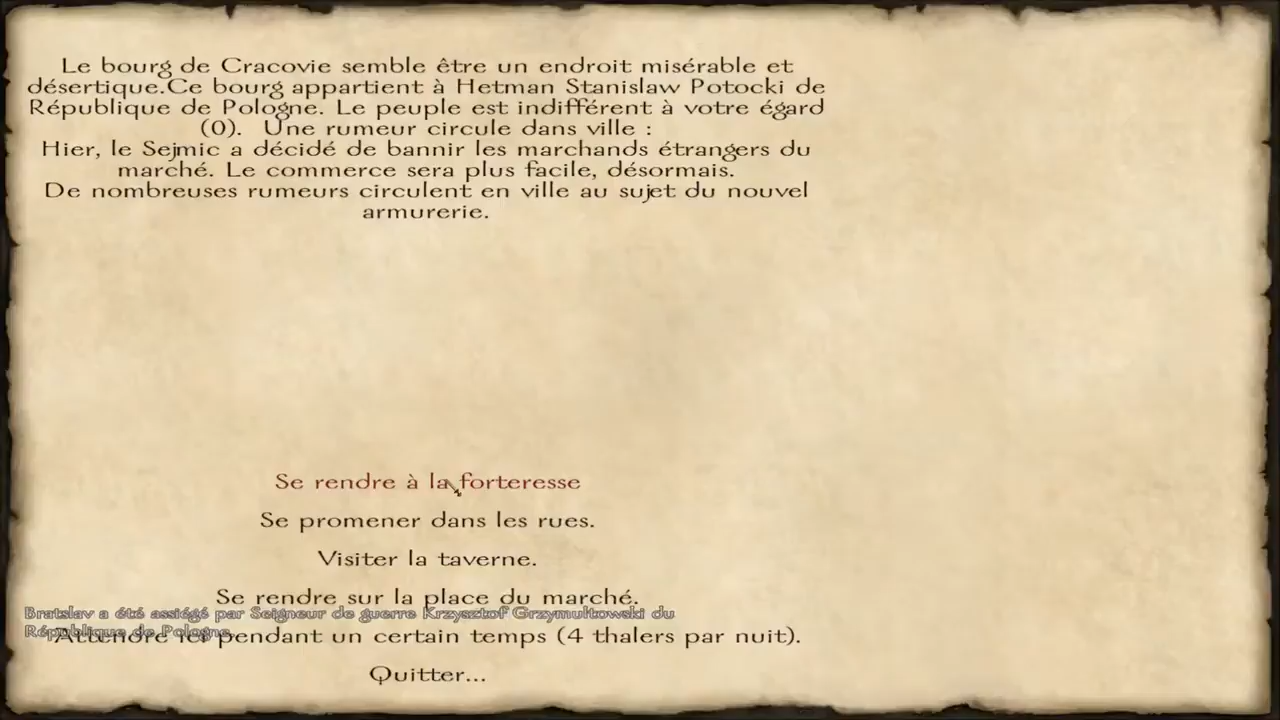 Le bourg de Cracovie semble être un endroit misérable et
désertique.Ce bourg appartient à Hetman Stanislaw Potocki de
République de Pologne. Le peuple est indifférent à votre égard
(0). Une rumeur circule dans ville :
Hier, le Sejmic a décidé de bannir les marchands étrangers du
marché. Le commerce sera plus facile, désormais.
De nombreuses rumeurs circulent en ville au sujet du nouvel
armurerie.
Se rendre à la forteresse
Se promener dans les rues.
Visiter la taverne.
Se rendre sur la place du marché.
Bratslav a été assiégé par Seigneur de guerre Krzysztof Grzymultowski du
République de Pologne.
Attendre ici pendant un certain temps (4 thalers par nuit).
Quitter...